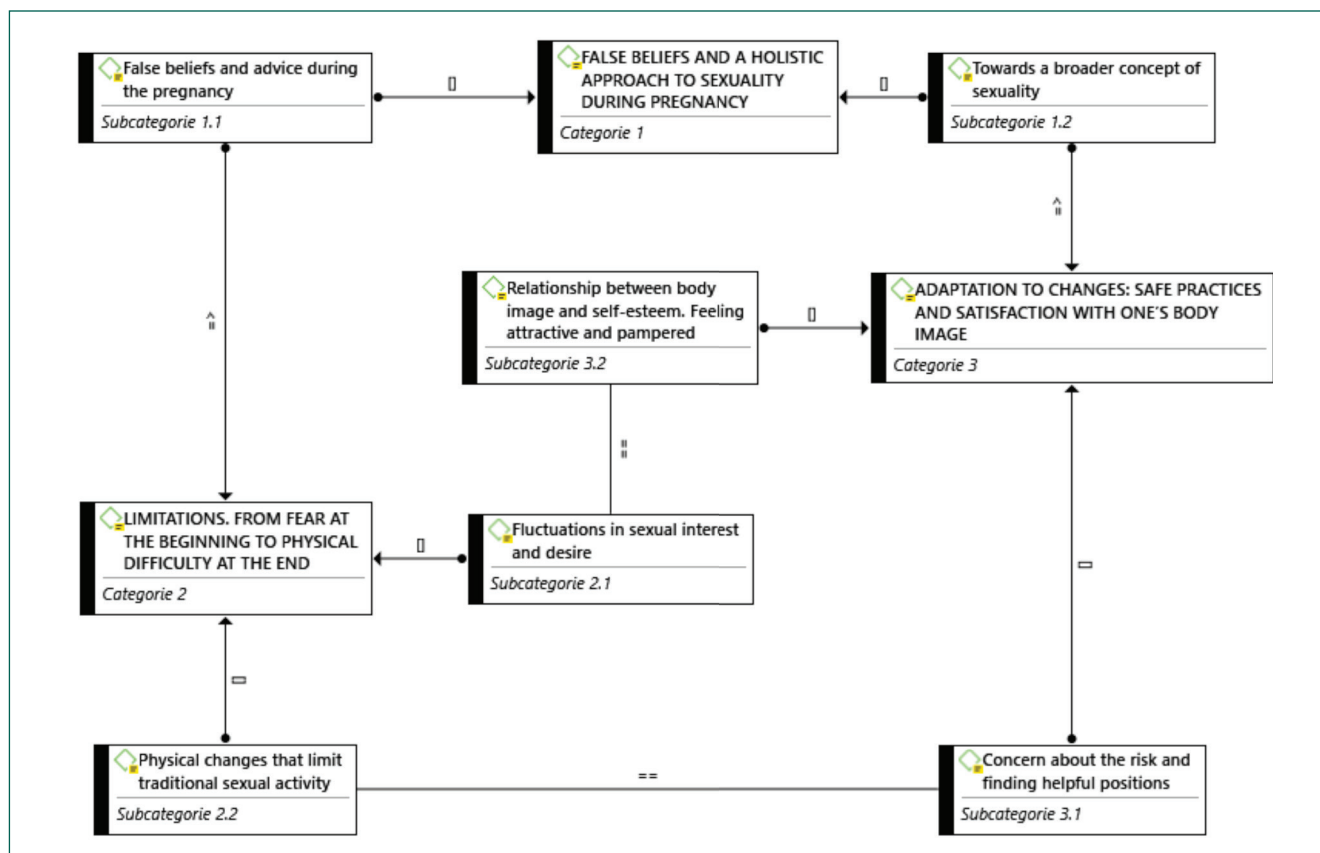 False beliefs and advice during
the pregnancy
Subcategorie 1.1
[]
FALSE BELIEFS AND A HOLISTIC
APPROACH TO SEXUALITY
DURING PREGNANCY
Categorie 1
[]
Towards a broader concept of
sexuality
Subcategorie 1.2
=>
=>
Relationship between body
image and self-esteem. Feeling
attractive and pampered
Subcategorie 3.2
[]
ADAPTATION TO CHANGES: SAFE PRACTICES
AND SATISFACTION WITH ONE'S BODY
IMAGE
Categorie 3
==
LIMITATIONS. FROM FEAR AT
THE BEGINNING TO PHYSICAL
DIFFICULTY AT THE END
Categorie 2
[]
Fluctuations in sexual interest
and desire
Subcategorie 2.1
[]
[]
Physical changes that limit
traditional sexual activity
Subcategorie 2.2
==
Concern about the risk and
finding helpful positions
Subcategorie 3.1